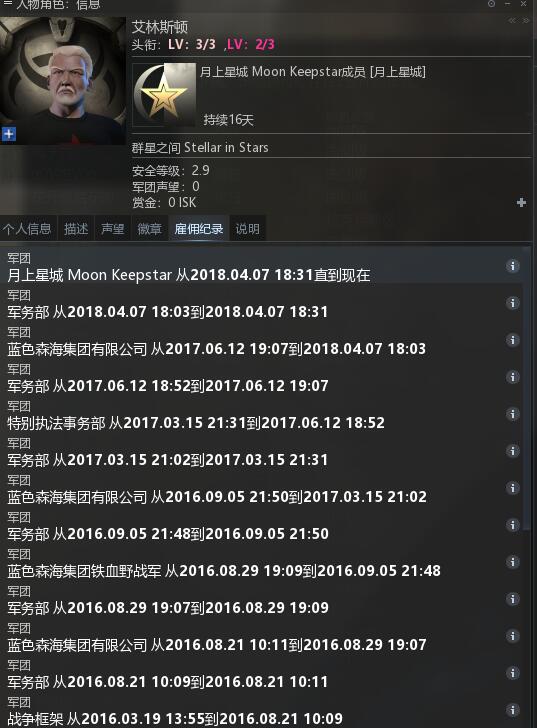 人物角色：信息
艾林斯顿
头衔：LV：3/3 ,LV：2/3
月上星城 Moon Keepstar成员 [月上星城]
持续16天
群星之间 Stellar in Stars
安全等级：2.9
军团声望：0
赏金：0 ISK
个人信息 描述 声望 徽章 雇佣纪录 说明
军团
月上星城 Moon Keepstar 从2018.04.07 18:31直到现在
军团
军务部 从2018.04.07 18:03到2018.04.07 18:31
军团
蓝色森海集团有限公司 从2017.06.12 19:07到2018.04.07 18:03
军团
军务部 从2017.06.12 18:52到2017.06.12 19:07
军团
特别执法事务部 从2017.03.15 21:31到2017.06.12 18:52
军团
军务部 从2017.03.15 21:02到2017.03.15 21:31
军团
蓝色森海集团有限公司 从2016.09.05 21:50到2017.03.15 21:02
军团
军务部 从2016.09.05 21:48到2016.09.05 21:50
军团
蓝色森海集团铁血野战军 从2016.08.29 19:09到2016.09.05 21:48
军团
军务部 从2016.08.29 19:07到2016.08.29 19:09
军团
蓝色森海集团有限公司 从2016.08.21 10:11到2016.08.29 19:07
军团
军务部 从2016.08.21 10:09到2016.08.21 10:11
军团
战争框架 从2016.03.19 13:55到2016.08.21 10:09